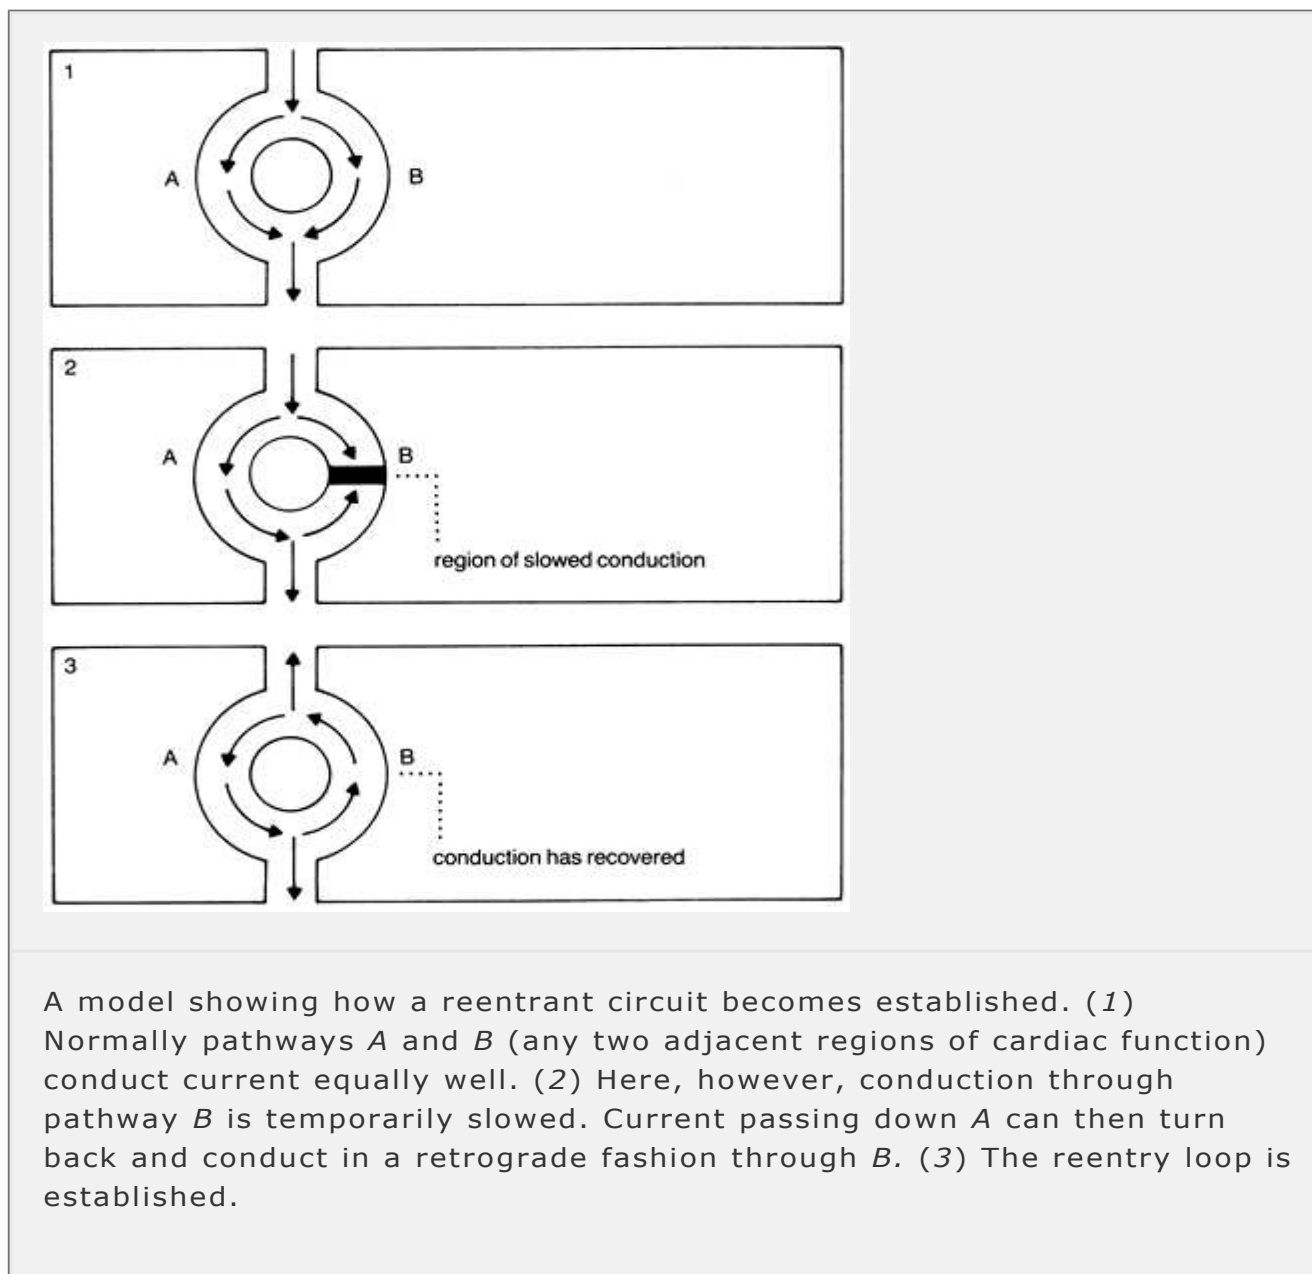 1
A
B
2
A
B
region of slowed conduction
3
A
B
conduction has recovered
A model showing how a reentrant circuit becomes established. (1)
Normally pathways A and B (any two adjacent regions of cardiac function)
conduct current equally well. (2) Here, however, conduction through
pathway B is temporarily slowed. Current passing down A can then turn
back and conduct in a retrograde fashion through B. (3) The reentry loop is
established.